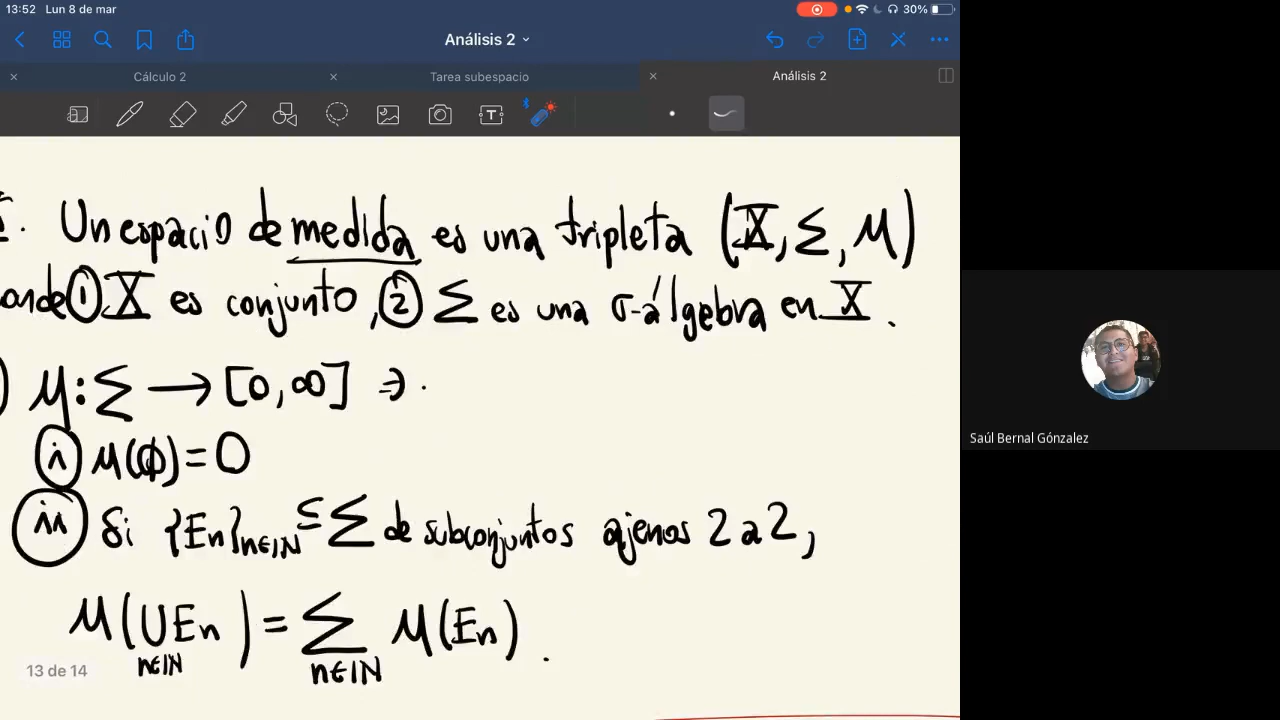 13:52 Lun 8 de mar 30%
Análisis 2
Cálculo 2 Tarea subespacio Análisis 2
Un espacio de medida es una tripleta (X, Σ, μ)
onde ① X es conjunto, ② Σ es una σ-álgebra en X.
) μ: Σ → [0, ∞] ∋.
ⓘ μ(∅) = 0
ⓘⓘ Si {En}n∈ℕ ⊆ Σ de subconjuntos ajenos 2 a 2,
μ(∪En) = Σ μ(En).
n∈ℕ n∈ℕ
13 de 14
Saúl Bernal Gónzalez